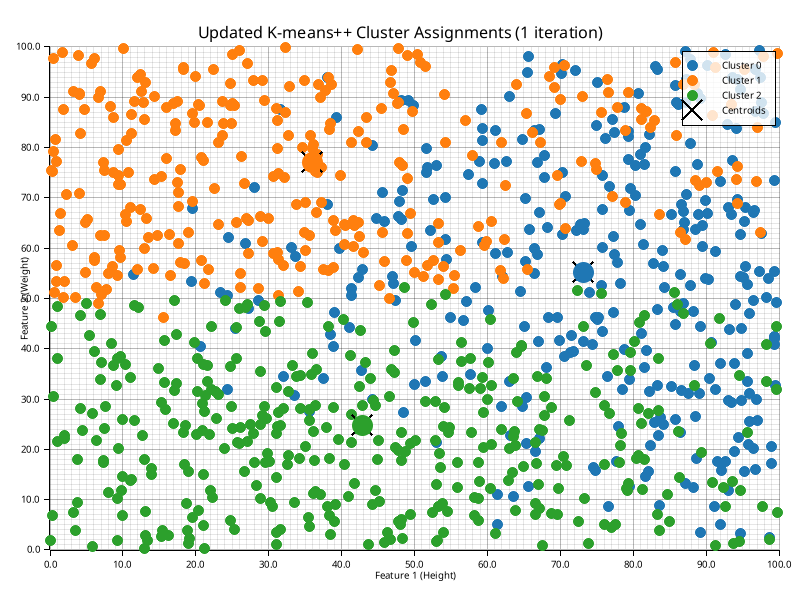 Updated K-means++ Cluster Assignments (1 iteration)
100.0
90.0
80.0
70.0
60.0
50.0
40.0
30.0
20.0
10.0
0.0
Feature 2 (Weight)
Cluster 0
Cluster 1
Cluster 2
Centroids
0.0 10.0 20.0 30.0 40.0 50.0 60.0 70.0 80.0 90.0 100.0
Feature 1 (Height)